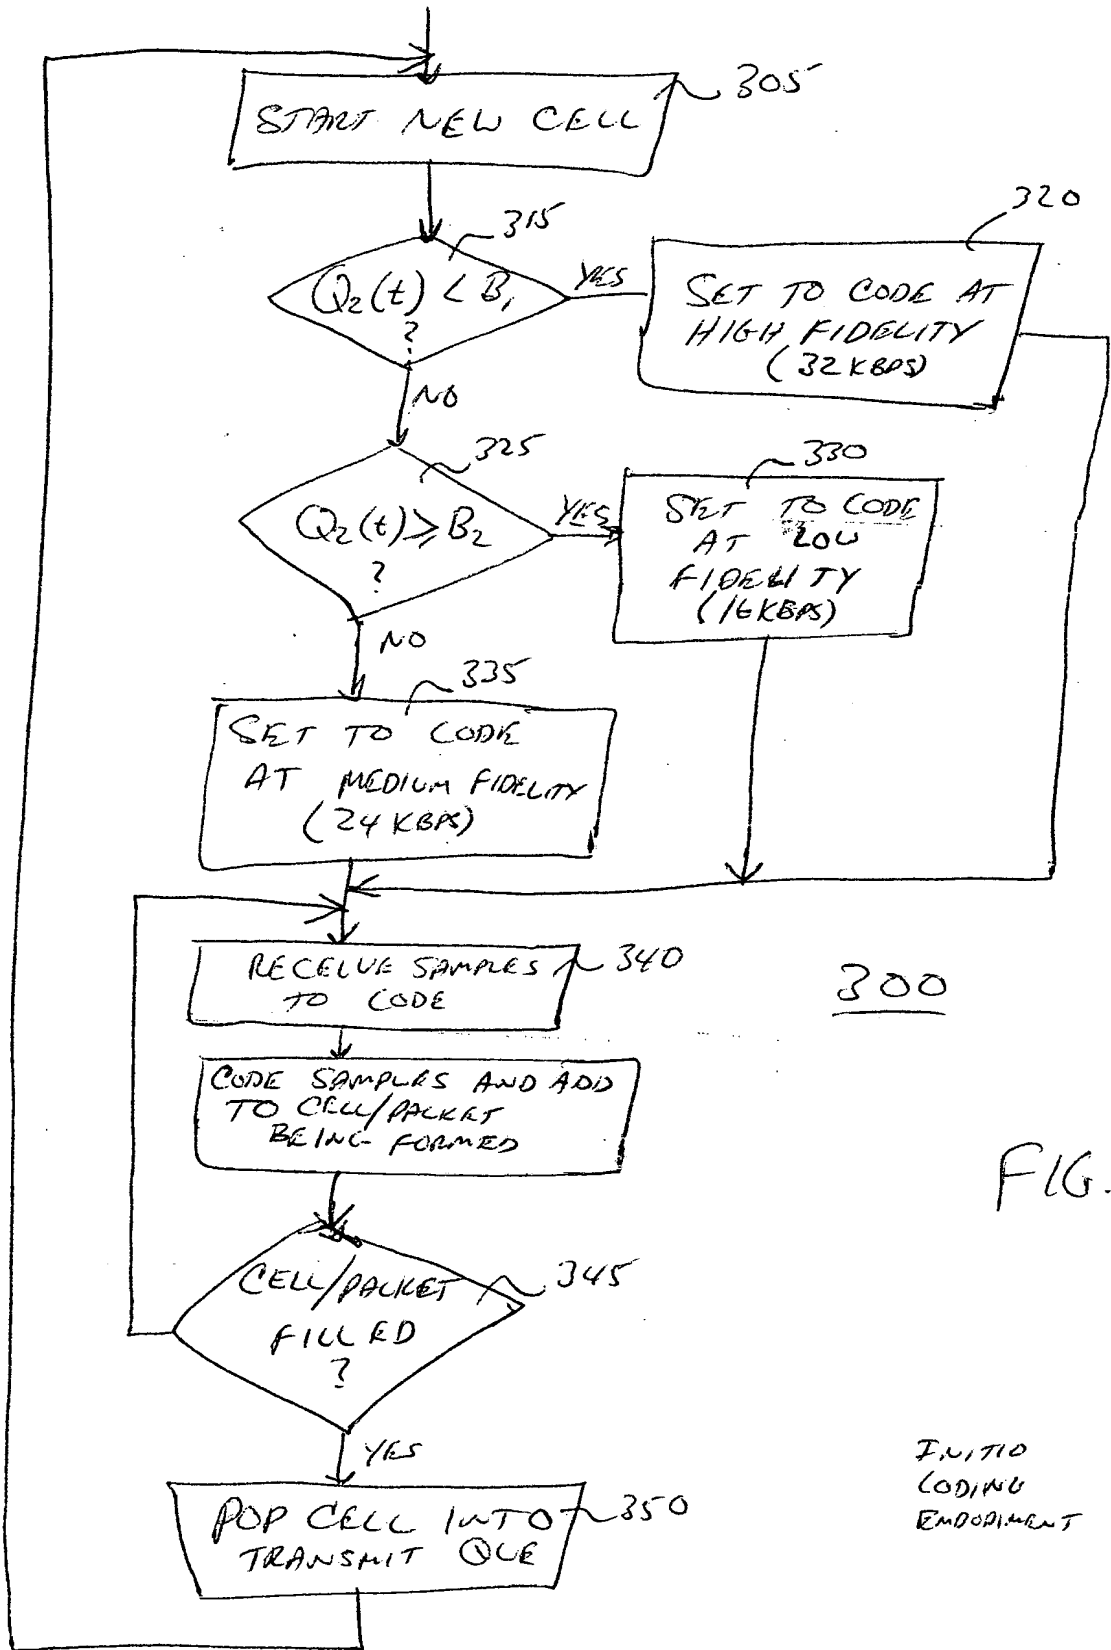 START NEW CELL
305
315
Q₂(t) < B₁
?
YES
NO
320
SET TO CODE AT
HIGH FIDELITY
(32 KBPS)
325
Q₂(t) ≥ B₂
?
YES
NO
330
SET TO CODE
AT LOW
FIDELITY
(16 KBPS)
335
SET TO CODE
AT MEDIUM FIDELITY
(24 KBPS)
RECEIVE SAMPLES
TO CODE
340
300
CODE SAMPLES AND ADD
TO CELL/PACKET
BEING FORMED
FIG.
CELL/PACKET
FILLED
?
345
YES
POP CELL INTO
TRANSMIT QUE
350
INITIO
CODING
EMBODIMENT